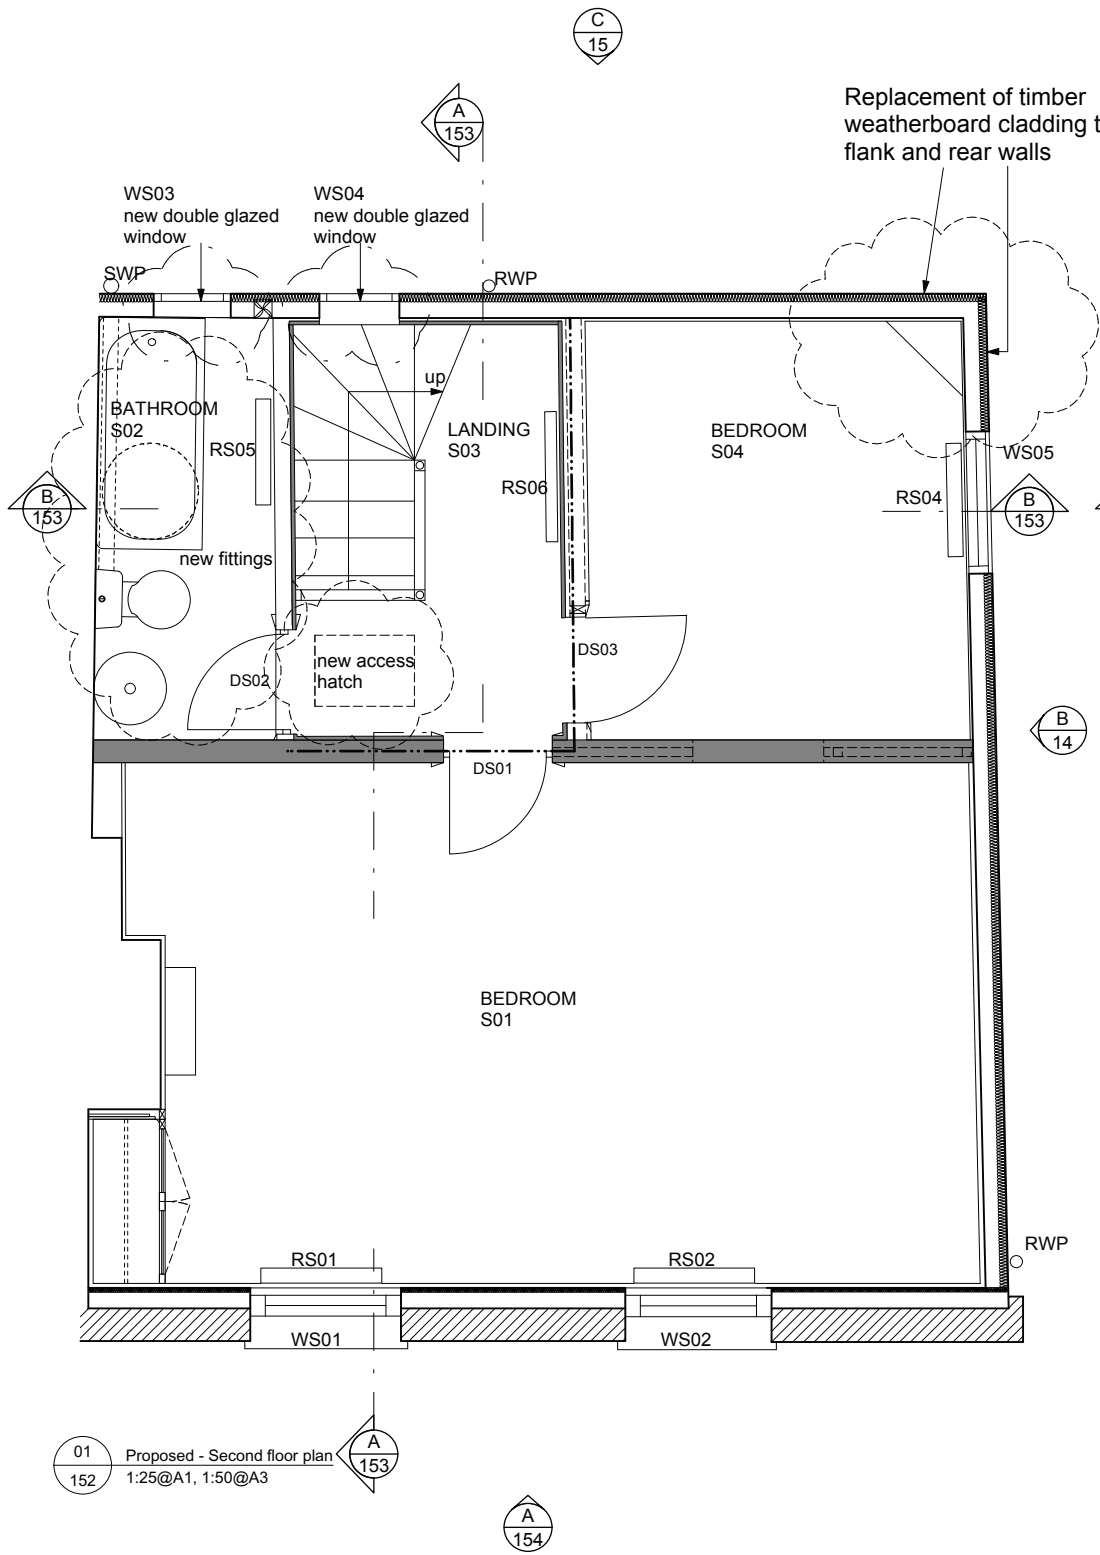 C
15
A
153
Replacement of timber
weatherboard cladding t
flank and rear walls
WS03
new double glazed
window
WS04
new double glazed
window
SWP
RWP
up
BATHROOM
S02
LANDING
S03
BEDROOM
S04
RS05
RS06
RS04
WS05
B
153
B
153
new fittings
DS02
new access
hatch
DS03
B
14
DS01
BEDROOM
S01
RS01
RS02
RWP
WS01
WS02
01
152
Proposed - Second floor plan
1:25@A1, 1:50@A3
A
153
A
154